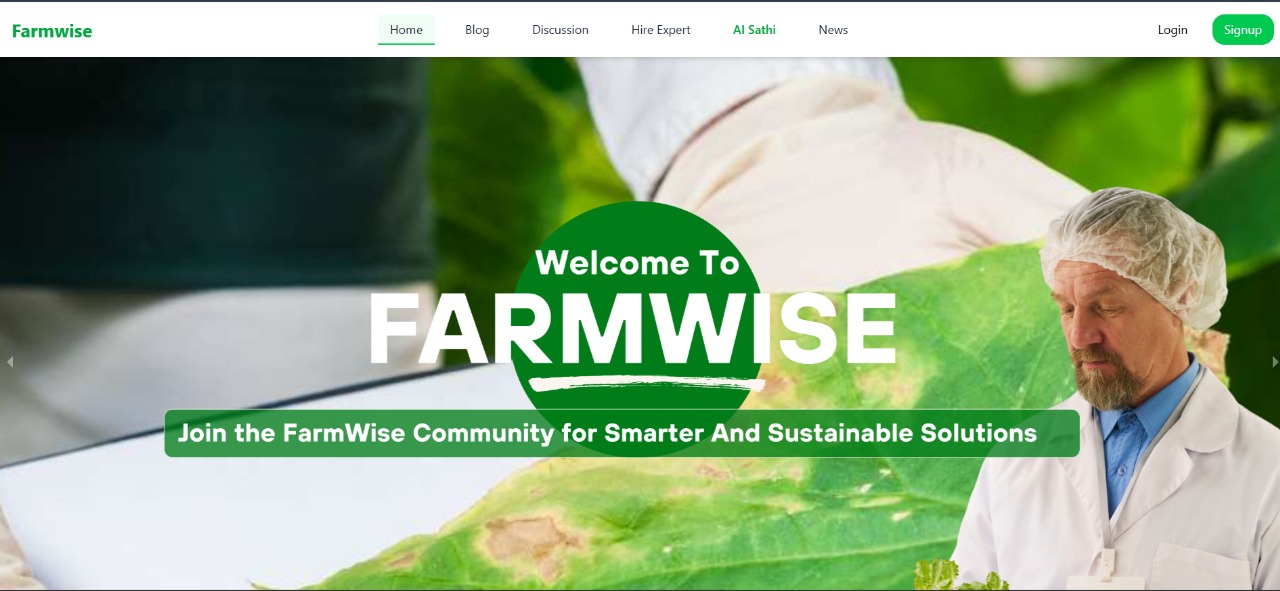 Farmwise
Home Blog Discussion Hire Expert AI Sathi News
Login Signup
Welcome To
FARMWISE
Join the FarmWise Community for Smarter And Sustainable Solutions